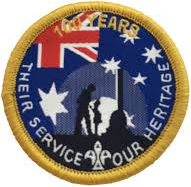 100 YEARS
THEIR SERVICE OUR HERITAGE